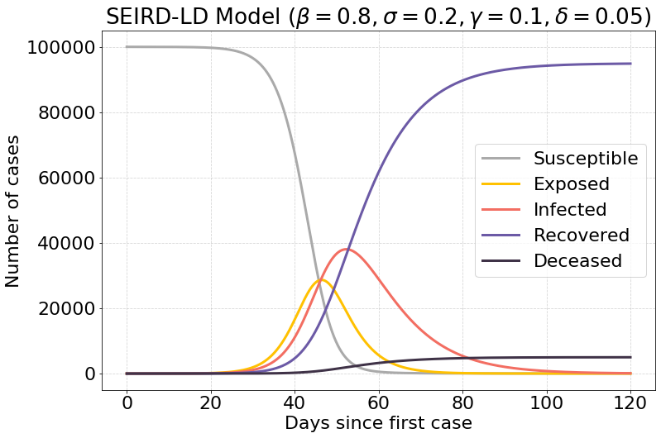 SEIRD-LD Model (β = 0.8, σ = 0.2, γ = 0.1, δ = 0.05)
Number of cases
100000
80000
60000
40000
20000
0
Susceptible
Exposed
Infected
Recovered
Deceased
0 20 40 60 80 100 120
Days since first case